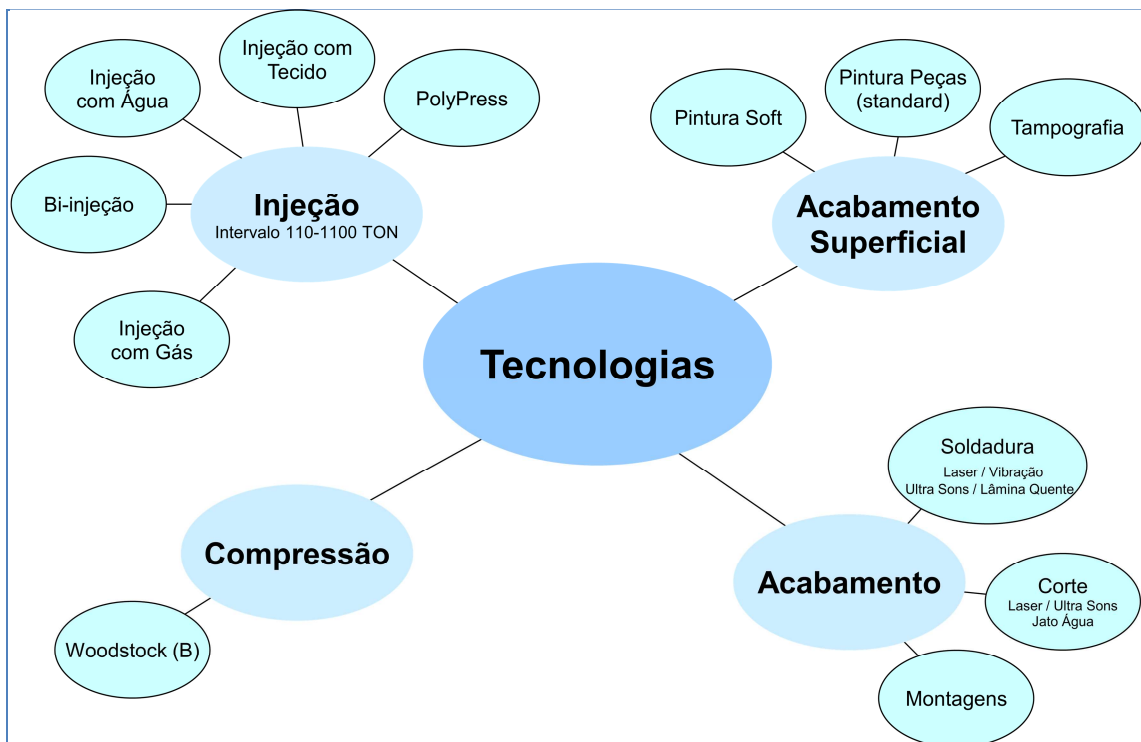 Injeção com
Tecido
Injeção
com Água
PolyPress
Bi-injeção
Injeção
Intervalo 110-1100 TON
Injeção
com Gás
Pintura Peças
(standard)
Pintura Soft
Tampografia
Acabamento
Superficial
Tecnologias
Compressão
Woodstock (B)
Soldadura
Laser / Vibração
Ultra Sons / Lâmina Quente
Acabamento
Corte
Laser / Ultra Sons
Jato Água
Montagens